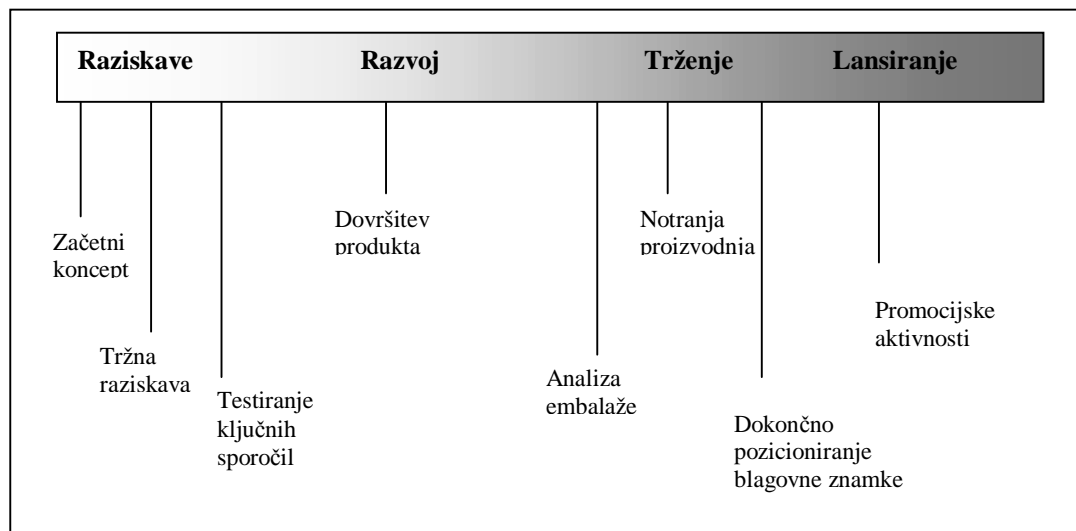 Raziskave
Razvoj
Trženje
Lansiranje
Začetni
koncept
Tržna
raziskava
Testiranje
ključnih
sporočil
Dovršitev
produkta
Analiza
embalaže
Notranja
proizvodnja
Dokončno
pozicioniranje
blagovne znamke
Promocijske
aktivnosti